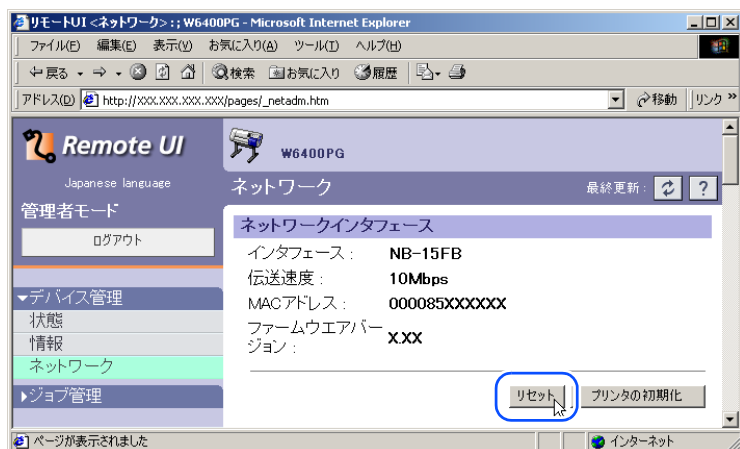 リモートUI <ネットワーク> : ; W6400PG - Microsoft Internet Explorer
ファイル(F) 編集(E) 表示(V) お気に入り(A) ツール(T) ヘルプ(H)
戻る 検索 お気に入り 履歴
アドレス(D) http://XXX.XXX.XXX.XXX/pages/_netadm.htm 移動 リンク »
Remote UI
W6400PG
Japanese language
ネットワーク
最終更新:
?
管理者モード
ログアウト
ネットワークインタフェース
インタフェース : NB-15FB
伝送速度 : 10Mbps
MACアドレス : 000085XXXXXX
ファームウエアバージョン : X.XX
▼デバイス管理
状態
情報
ネットワーク
▶ジョブ管理
リセット プリンタの初期化
ページが表示されました
インターネット